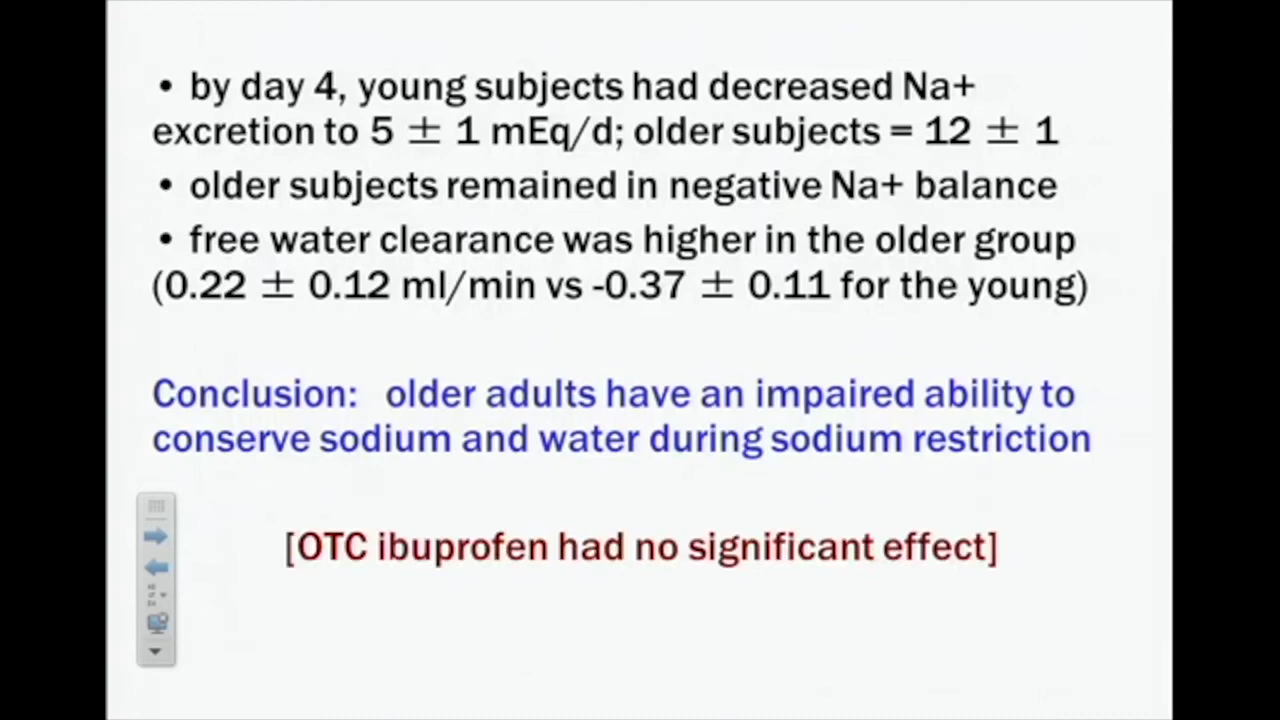 • by day 4, young subjects had decreased Na+
excretion to 5 ± 1 mEq/d; older subjects = 12 ± 1
• older subjects remained in negative Na+ balance
• free water clearance was higher in the older group
(0.22 ± 0.12 ml/min vs -0.37 ± 0.11 for the young)
Conclusion: older adults have an impaired ability to
conserve sodium and water during sodium restriction
[OTC ibuprofen had no significant effect]